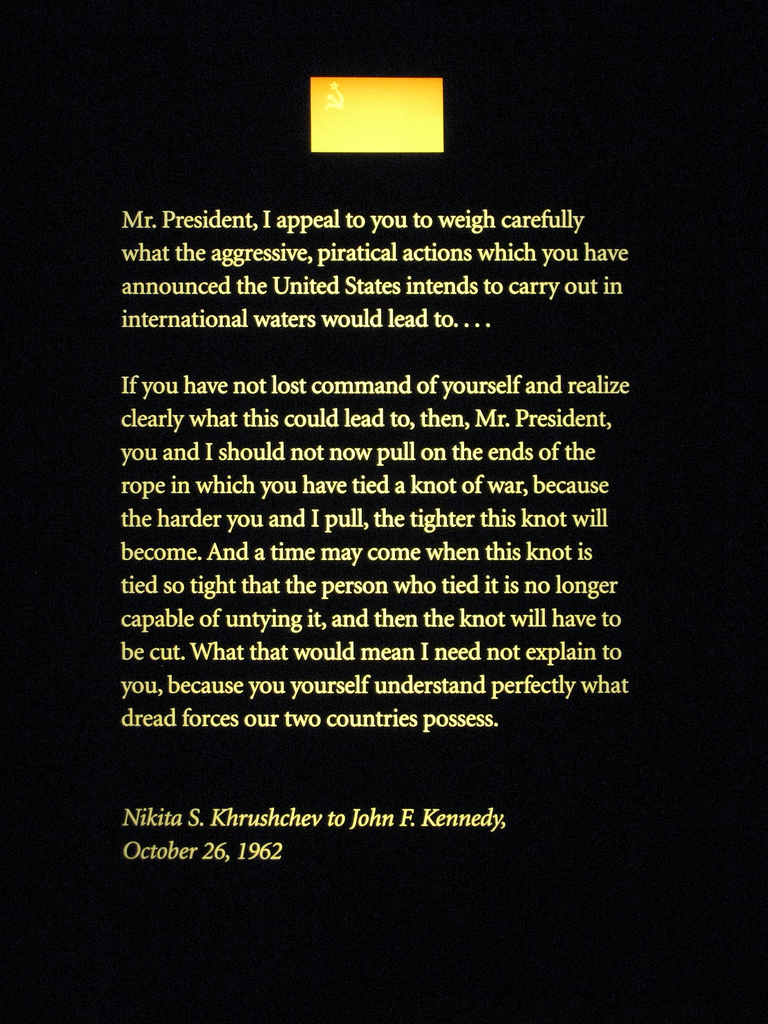 Mr. President, I appeal to you to weigh carefully
what the aggressive, piratical actions which you have
announced the United States intends to carry out in
international waters would lead to. . . .
If you have not lost command of yourself and realize
clearly what this could lead to, then, Mr. President,
you and I should not now pull on the ends of the
rope in which you have tied a knot of war, because
the harder you and I pull, the tighter this knot will
become. And a time may come when this knot is
tied so tight that the person who tied it is no longer
capable of untying it, and then the knot will have to
be cut. What that would mean I need not explain to
you, because you yourself understand perfectly what
dread forces our two countries possess.
Nikita S. Khrushchev to John F. Kennedy,
October 26, 1962